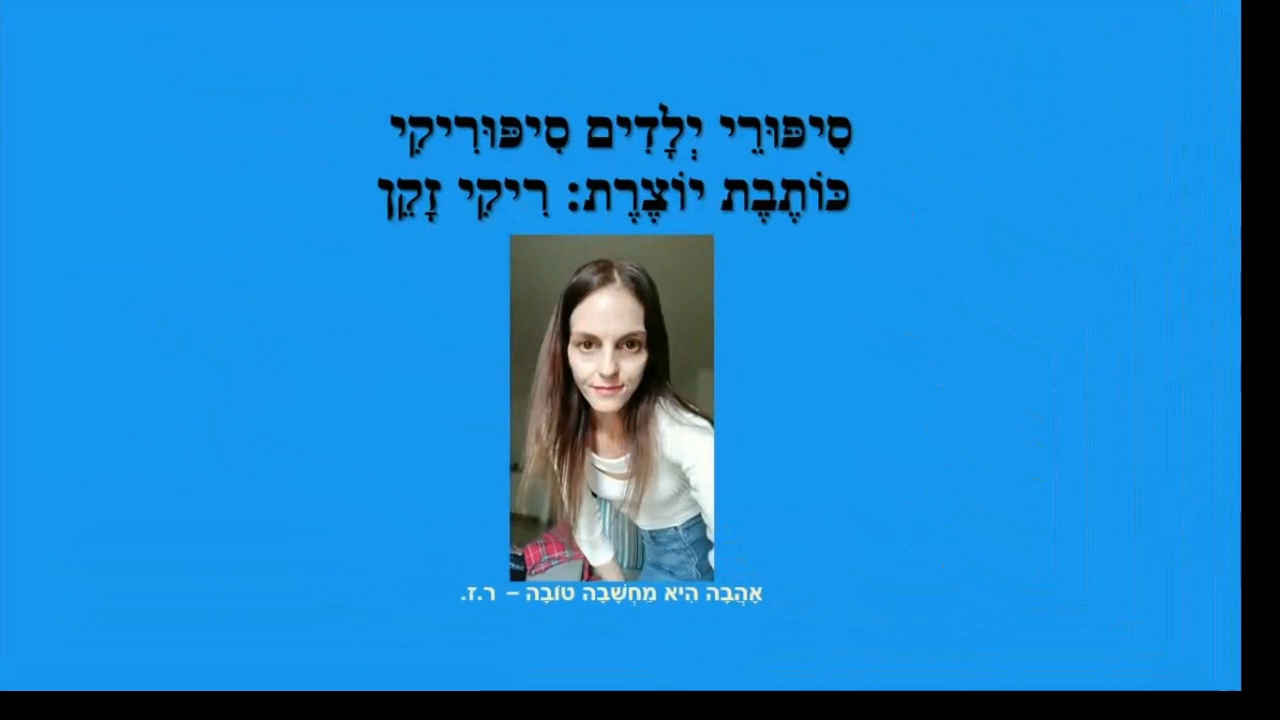 סִיפּוּרֵי יְלָדִים סִיפּוּרִיקִי
כּוֹתֶבֶת יוֹצֶרֶת: רִיקִי זָקֵן
אַהֲבָה הִיא מַחְשָׁבָה טוֹבָה – ר.ז.